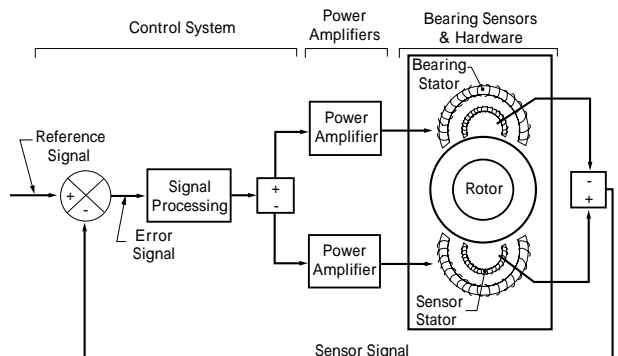 Control System
Power
Amplifiers
Bearing Sensors
& Hardware
Bearing
Stator
Power
Amplifier
Reference
Signal
+
-
Signal
Processing
+
-
Rotor
-
+
Error
Signal
Power
Amplifier
Sensor
Stator
Sensor Signal